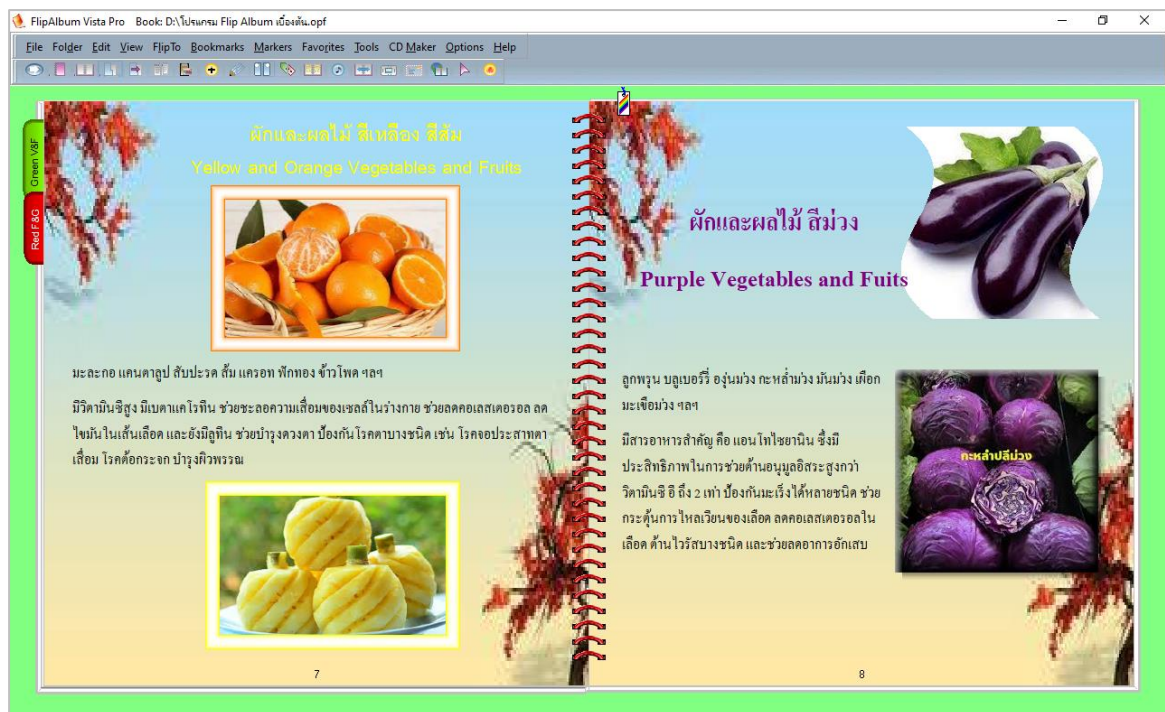 FlipAlbum Vista Pro Book: D:\โปรแกรม Flip Album เบื้องต้น.opf
File Folder Edit View FlipTo Bookmarks Markers Favorites Tools CD Maker Options Help
Green V&F
Red F&G
ผักและผลไม้ สีเหลือง สีส้ม
Yellow and Orange Vegetables and Fruits
มะละกอ แคนตาลูป สับปะรด ส้ม แครอท ฟักทอง ข้าวโพด ฯลฯ
มีวิตามินซีสูง มีเบตาแคโรทีน ช่วยชะลอความเสื่อมของเซลล์ในร่างกาย ช่วยลดคอเลสเตอรอล ลด
ไขมันในเส้นเลือด และยังมีลูทีน ช่วยบำรุงดวงตา ป้องกันโรคตาบางชนิด เช่น โรคจอประสาทตา
เสื่อม โรคต้อกระจก บำรุงผิวพรรณ
7
ผักและผลไม้ สีม่วง
Purple Vegetables and Fuits
ลูกพรุน บลูเบอร์รี่ องุ่นม่วง กะหล่ำม่วง มันม่วง เผือก
มะเขือม่วง ฯลฯ
มีสารอาหารสำคัญ คือ แอนโทไซยานิน ซึ่งมี
ประสิทธิภาพในการช่วยต้านอนุมูลอิสระสูงกว่า
วิตามินซี อี ถึง 2 เท่า ป้องกันมะเร็งได้หลายชนิด ช่วย
กระตุ้นการไหลเวียนของเลือด ลดคอเลสเตอรอลใน
เลือด ต้านไวรัสบางชนิด และช่วยลดอาการอักเสบ
กะหล่ำปลีม่วง
8